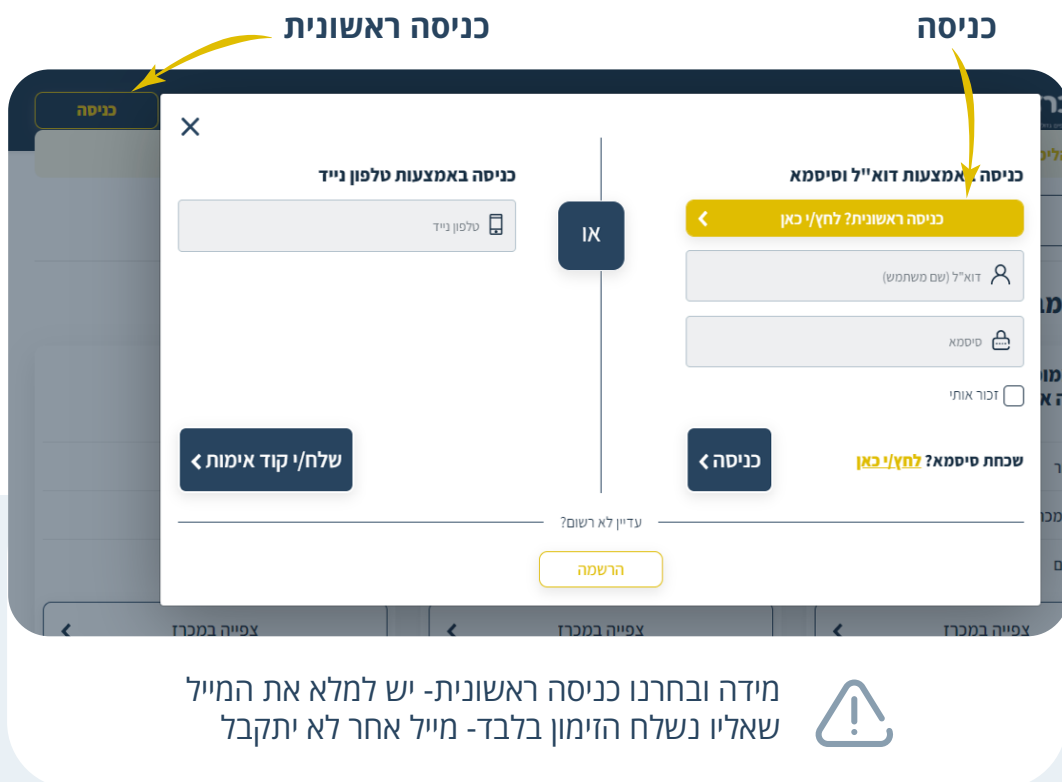 כניסה
כניסה ראשונית
כניסה
כניסה באמצעות דוא"ל וסיסמא
כניסה ראשונית? לחץ/י כאן
דוא"ל (שם משתמש)
סיסמא
זכור אותי
שכחת סיסמא? לחץ/י כאן
כניסה
או
כניסה באמצעות טלפון נייד
טלפון נייד
שלח/י קוד אימות
עדיין לא רשום?
הרשמה
צפייה במכרז
צפייה במכרז
צפייה במכרז
מידה ובחרנו כניסה ראשונית- יש למלא את המייל
שאליו נשלח הזימון בלבד- מייל אחר לא יתקבל